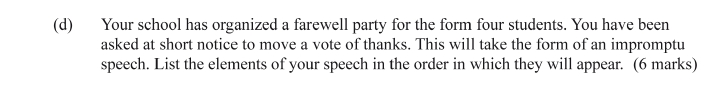 (d) Your school has organized a farewell party for the form four students. You have been
asked at short notice to move a vote of thanks. This will take the form of an impromptu
speech. List the elements of your speech in the order in which they will appear. (6 marks)